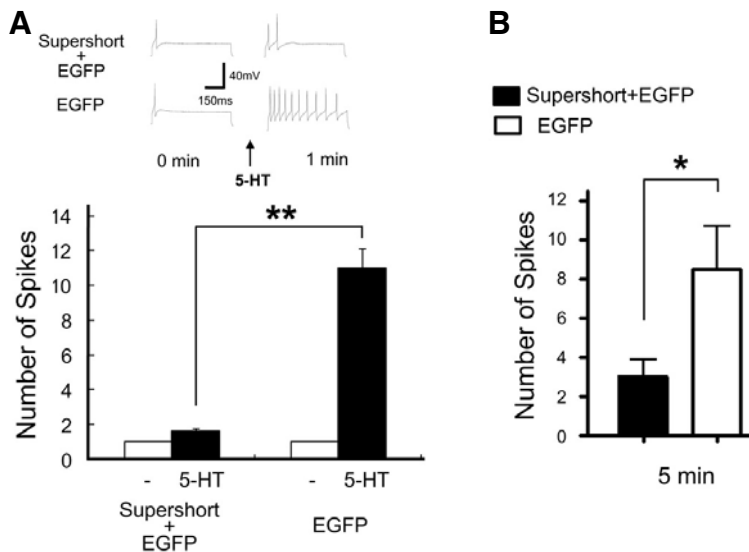 A
Supershort
+
EGFP
EGFP
40mV
150ms
0 min
1 min
5-HT
**
Number of Spikes
14
12
10
8
6
4
2
0
-
5-HT
-
5-HT
Supershort
+
EGFP
EGFP
B
Supershort+EGFP
EGFP
*
Number of Spikes
12
10
8
6
4
2
0
5 min